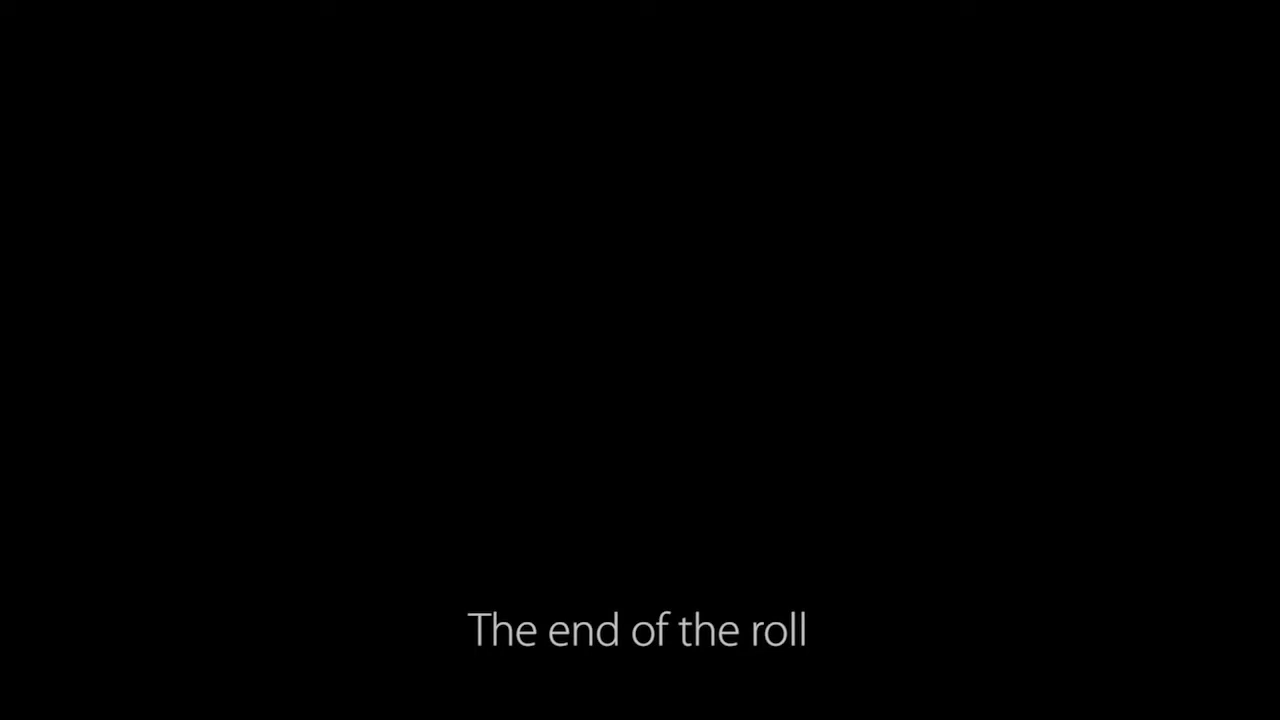 The end of the roll